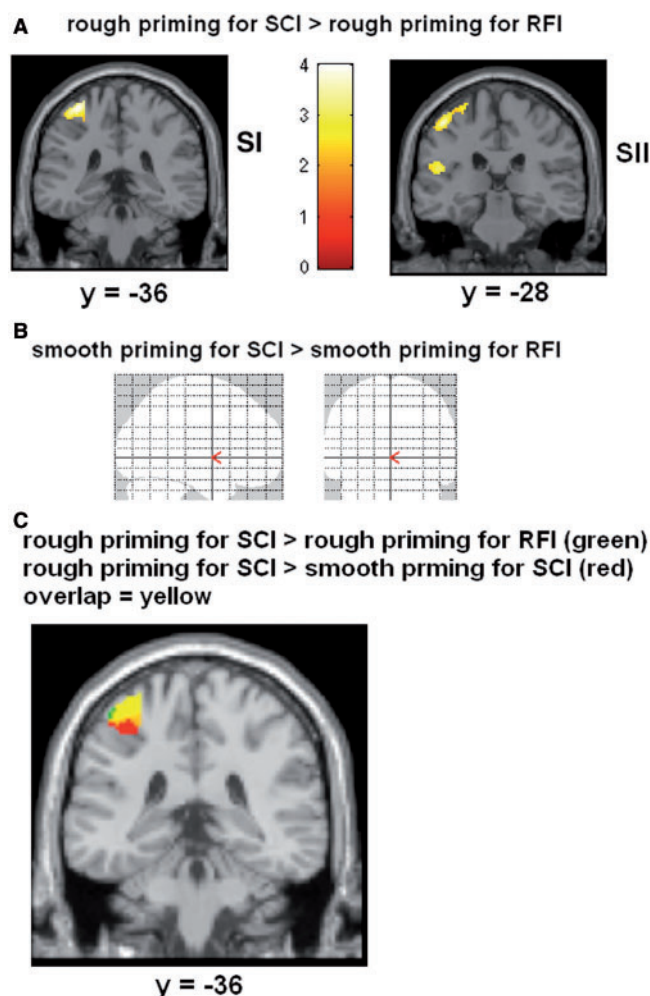 A
rough priming for SCI > rough priming for RFI
4
3
2
1
0
SI
SII
y = -36
y = -28
B
smooth priming for SCI > smooth priming for RFI
<
<
C
rough priming for SCI > rough priming for RFI (green)
rough priming for SCI > smooth prming for SCI (red)
overlap = yellow
y = -36